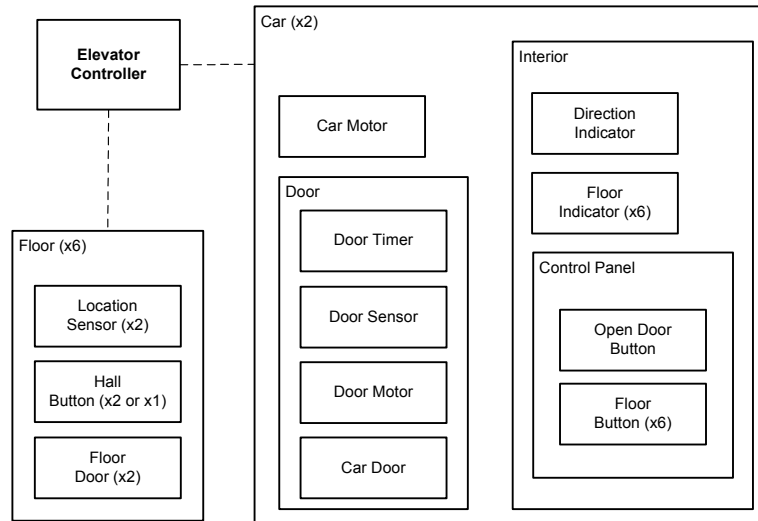 Elevator
Controller
Floor (x6)
Location
Sensor (x2)
Hall
Button (x2 or x1)
Floor
Door (x2)
Car (x2)
Car Motor
Door
Door Timer
Door Sensor
Door Motor
Car Door
Interior
Direction
Indicator
Floor
Indicator (x6)
Control Panel
Open Door
Button
Floor
Button (x6)